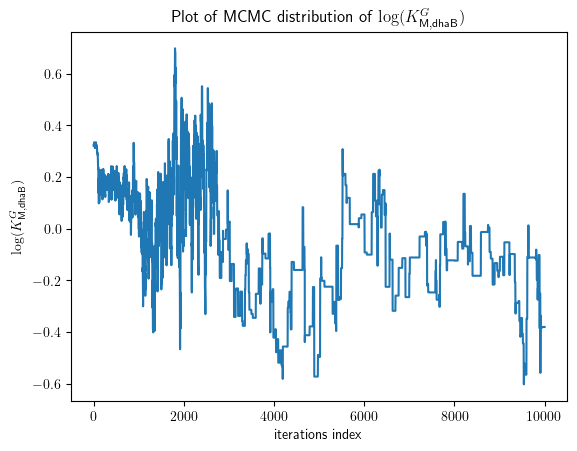 Plot of MCMC distribution of log(K^G_M,dhaB)
log(K^G_M,dhaB)
0.6
0.4
0.2
0.0
−0.2
−0.4
−0.6
0 2000 4000 6000 8000 10000
iterations index